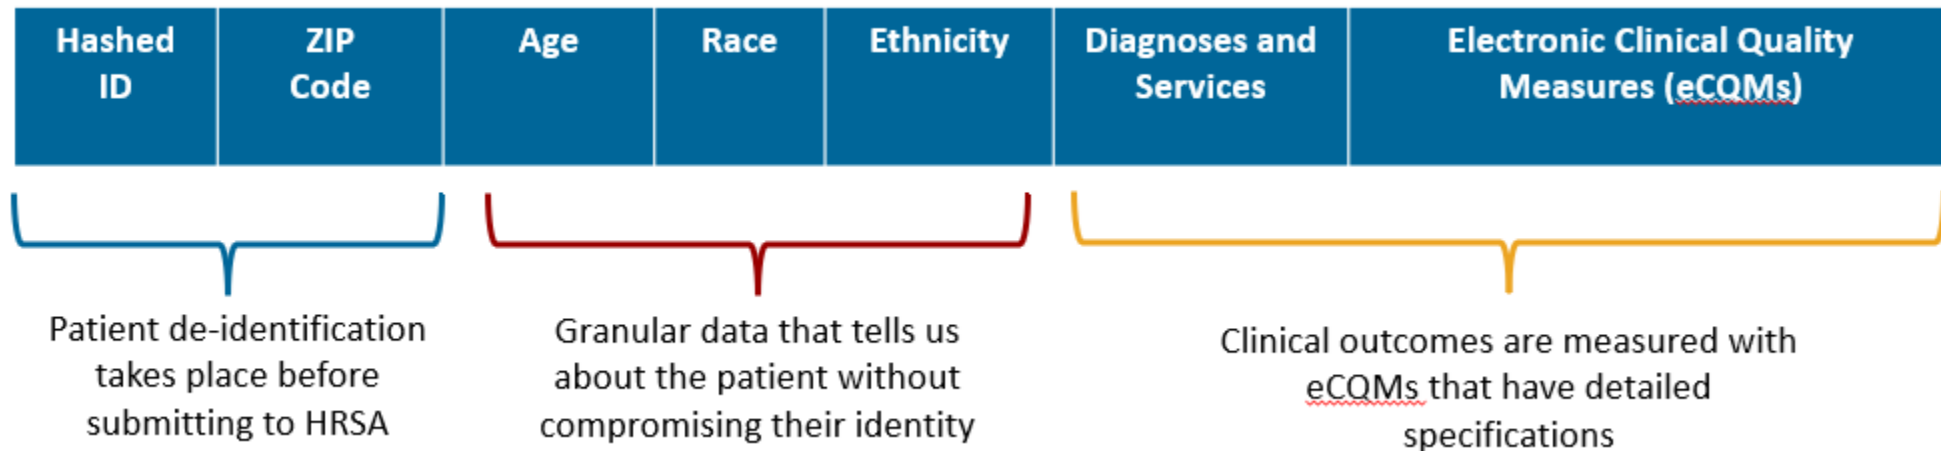 Hashed
ID
ZIP
Code
Age
Race
Ethnicity
Diagnoses and
Services
Electronic Clinical Quality
Measures (eCQMs)
Patient de-identification
takes place before
submitting to HRSA
Granular data that tells us
about the patient without
compromising their identity
Clinical outcomes are measured with
eCQMs that have detailed
specifications